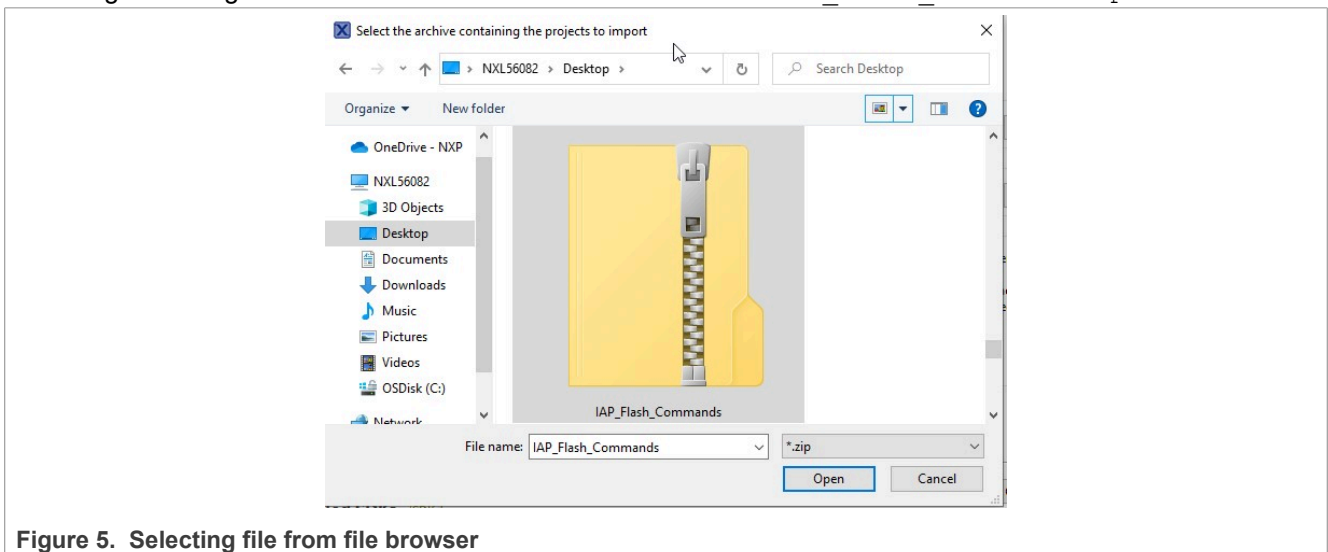 Select the archive containing the projects to import
NXL56082 > Desktop >
Search Desktop
Organize
New folder
OneDrive - NXP
NXL56082
3D Objects
Desktop
Documents
Downloads
Music
Pictures
Videos
OSDisk (C:)
Network
IAP_Flash_Commands
File name: IAP_Flash_Commands
*.zip
Open
Cancel
Figure 5. Selecting file from file browser